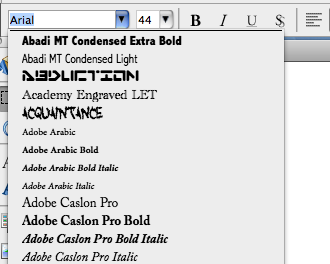 Arial 44 B I U S
Abadi MT Condensed Extra Bold
Abadi MT Condensed Light
ABDUCTION
Academy Engraved LET
ACQUAINTANCE
Adobe Arabic
Adobe Arabic Bold
Adobe Arabic Bold Italic
Adobe Arabic Italic
Adobe Caslon Pro
Adobe Caslon Pro Bold
Adobe Caslon Pro Bold Italic
Adobe Caslon Pro Italic